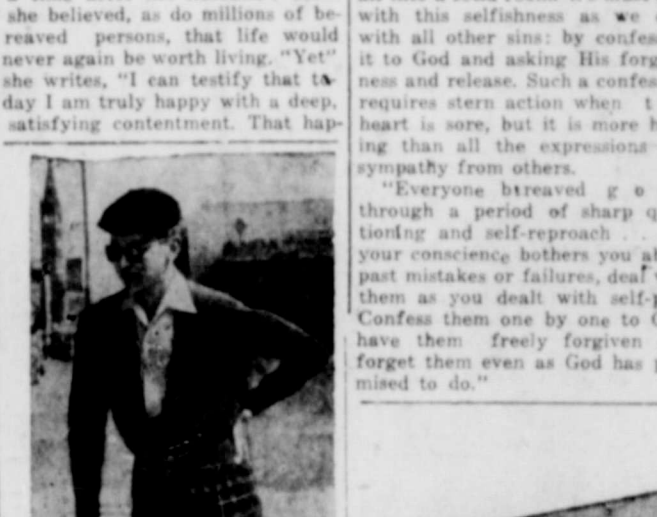 she believed, as do millions of be-
reaved persons, that life would
never again be worth living. "Yet"
she writes, "I can testify that to-
day I am truly happy with a deep,
satisfying contentment. That hap-
with this selfishness as we
with all other sins: by confes
it to God and asking His forg
ness and release. Such a confes
requires stern action when t
heart is sore, but it is more h
ing than all the expressions
sympathy from others.
"Everyone btreaved g o
through a period of sharp q
tioning and self-reproach . .
your conscience bothers you ab
past mistakes or failures, deal
them as you dealt with self-p
Confess them one by one to G
have them freely forgiven
forget them even as God has p
mised to do."